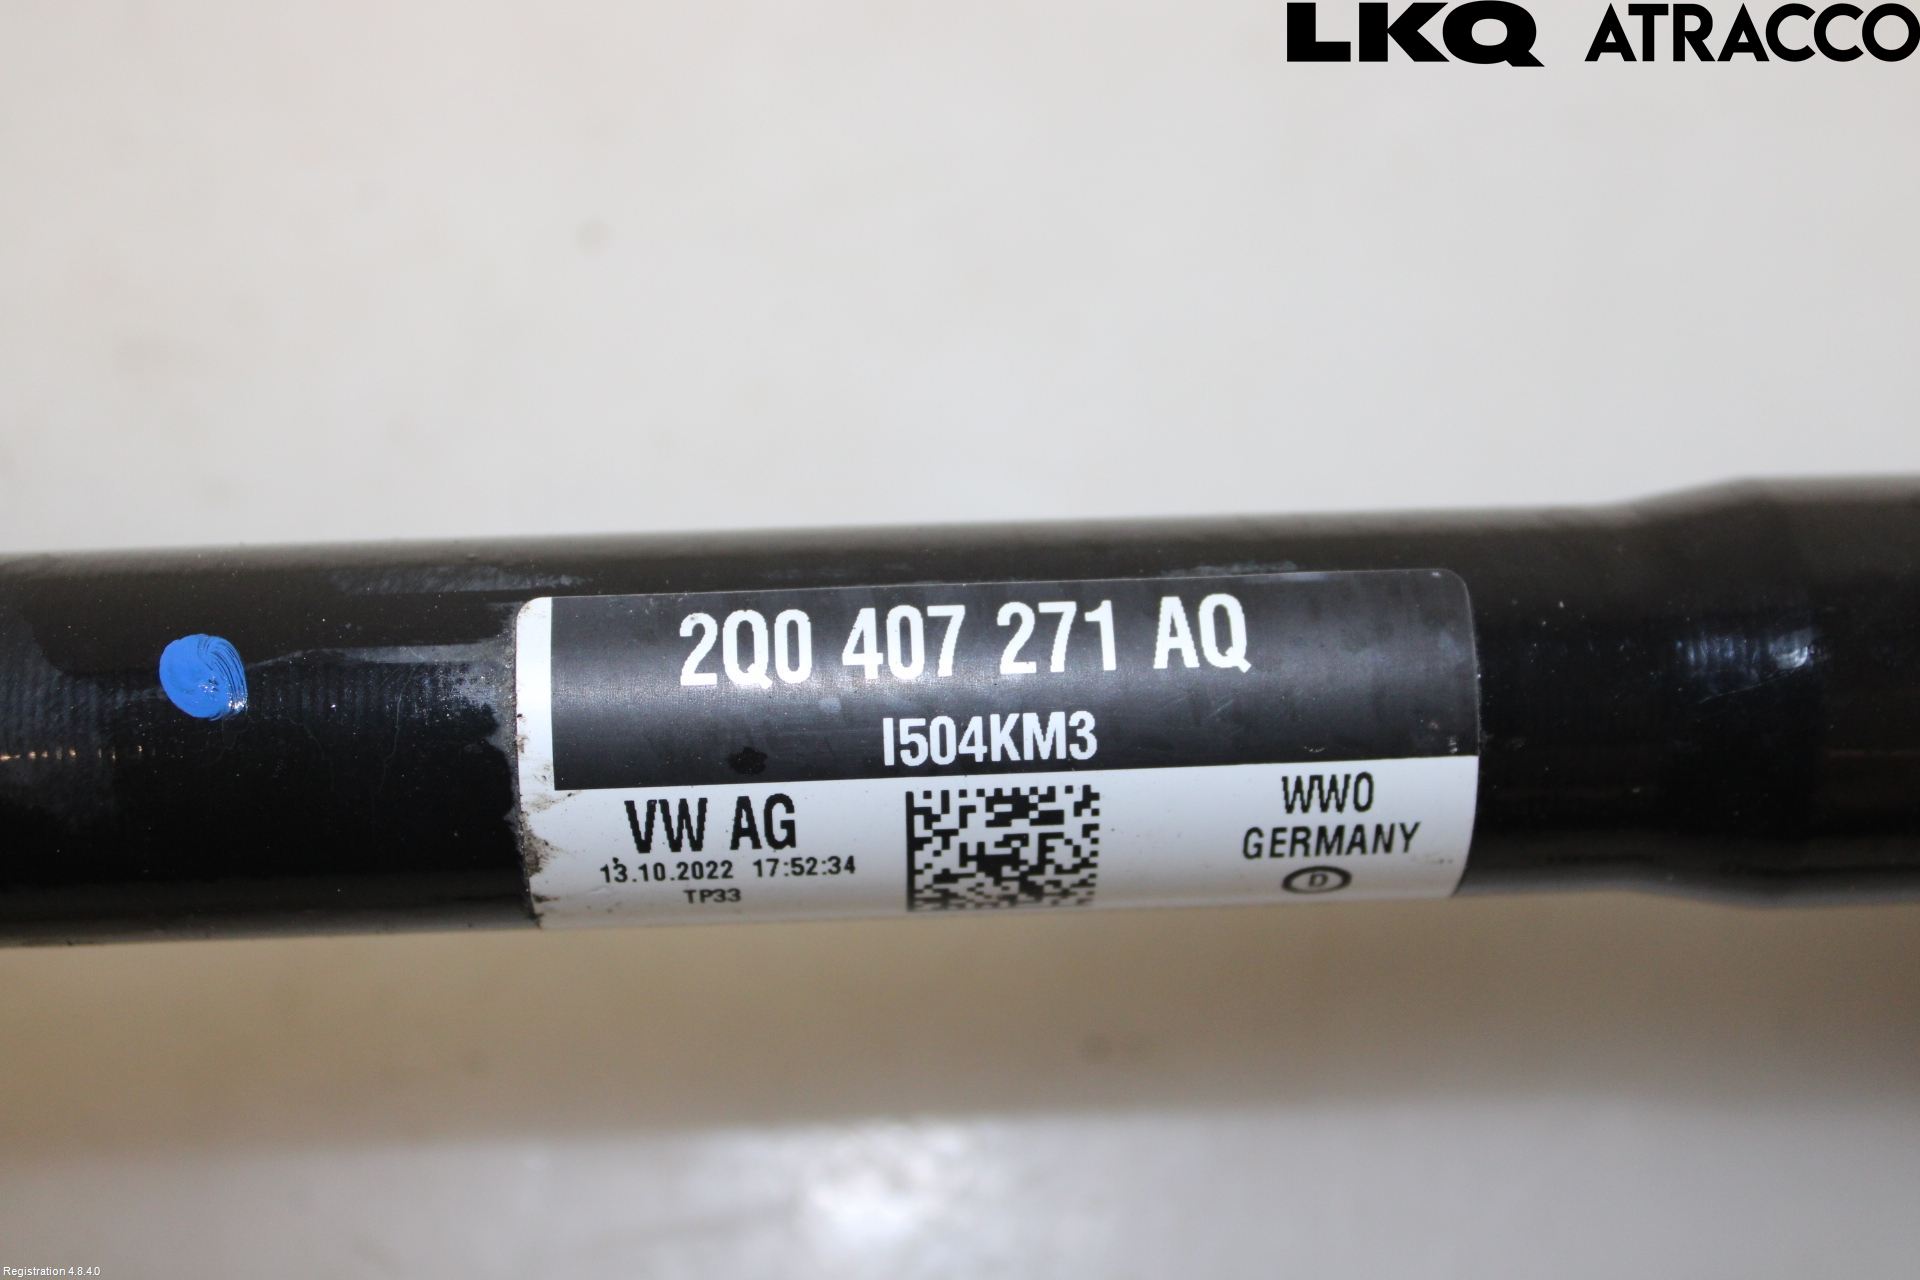 LKQ ATRACCO
2Q0 407 271 AQ
I504KM3
VW AG
13.10.2022 17:52:34
TP33
WWO
GERMANY
D
Registration 4.8.4.0